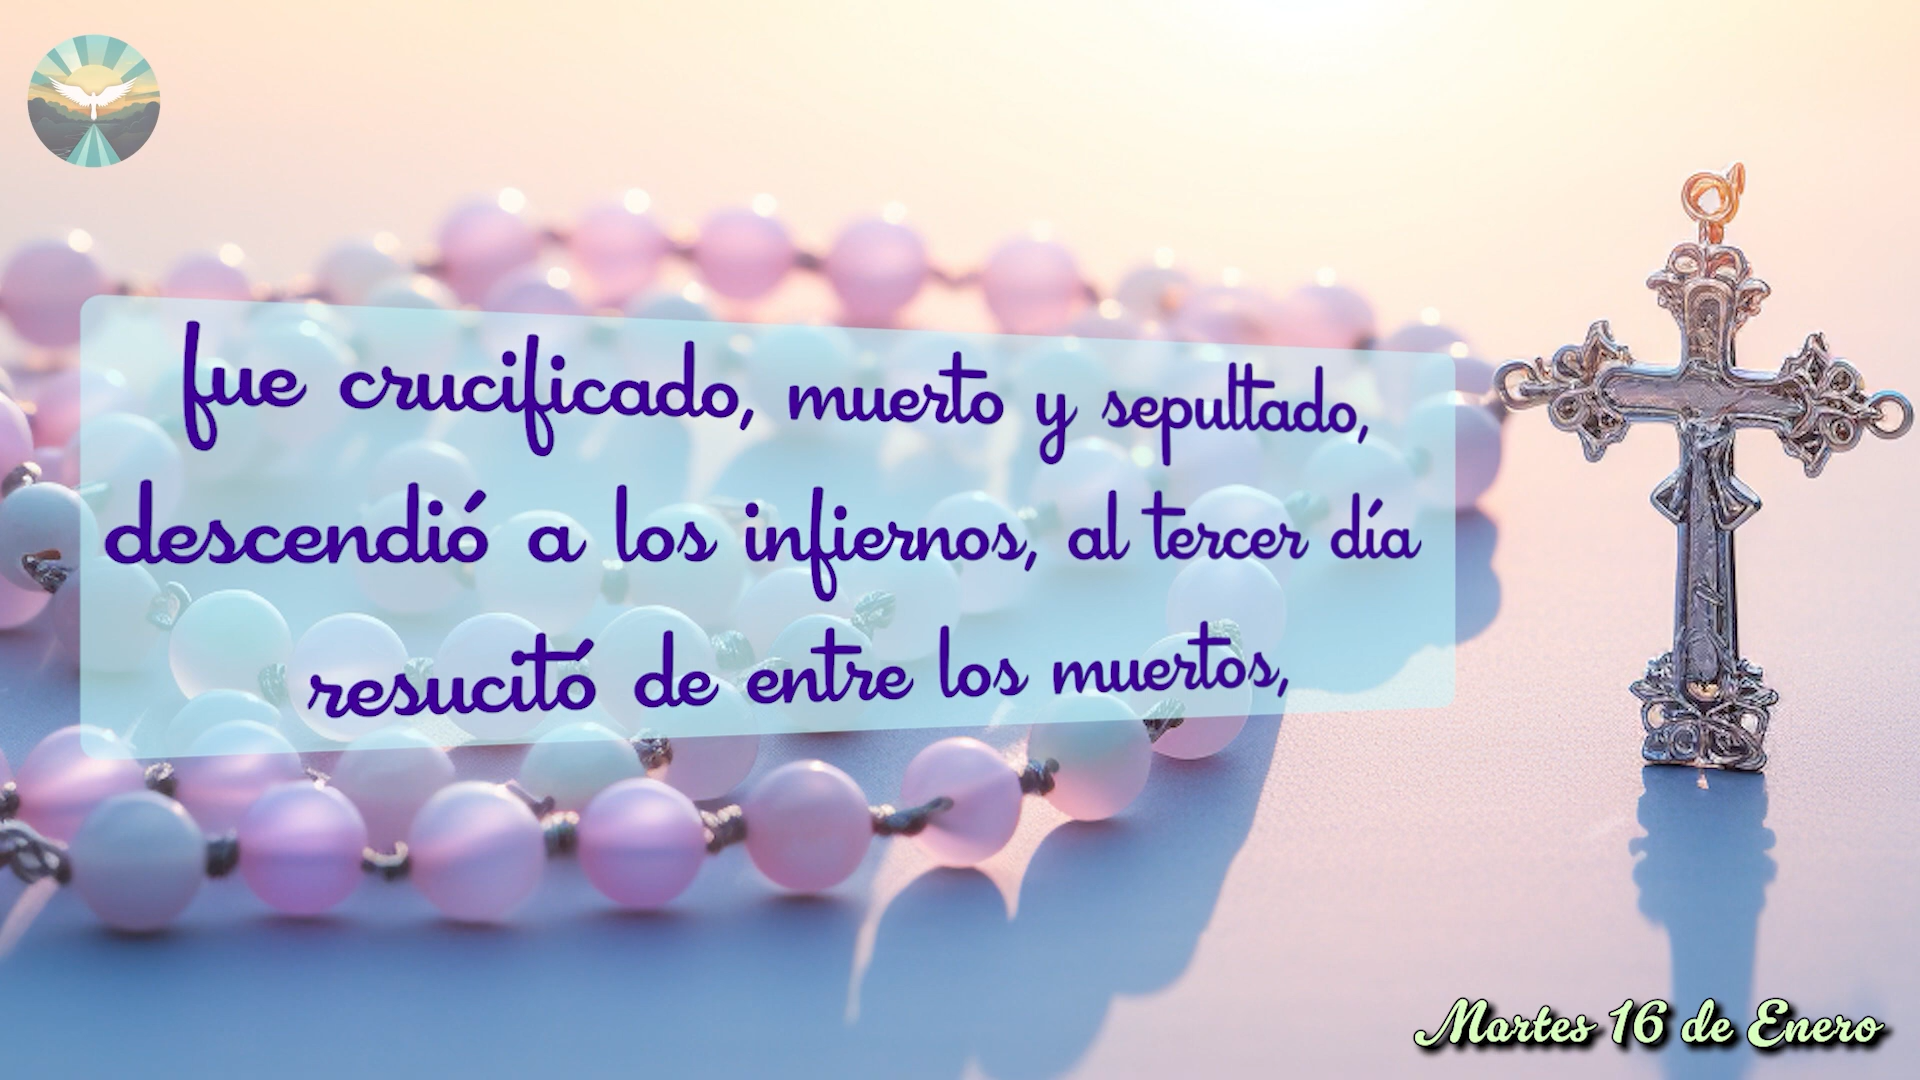 fue crucificado, muerto y sepultado,
descendió a los infiernos, al tercer día
resucitó de entre los muertos,
Martes 16 de Enero